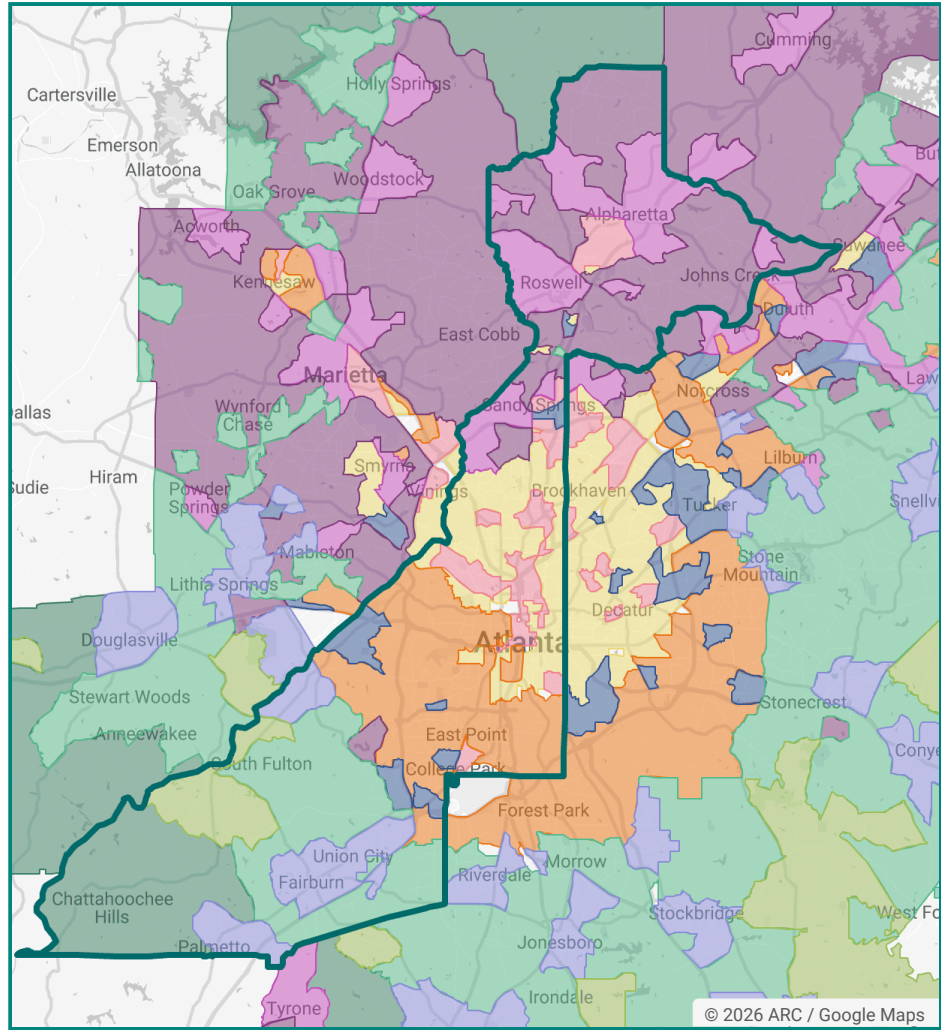 Cumming
Holly Springs
Cartersville
Emerson
Allatoona
Woodstock
Oak Grove
Alpharetta
Acworth
Suwanee
Kennesaw
Roswell
Johns Creek
Duluth
East Cobb
Marietta
Norcross
Sandy Springs
Wynford
Chase
Smyrna
Lilburn
Hiram
Vinings
Brookhaven
Powder
Springs
Tucker
Mableton
Stone
Mountain
Lithia Springs
Decatur
Douglasville
Atlanta
Stewart Woods
Stonecrest
Anneewakee
East Point
South Fulton
College Park
Forest Park
Union City
Morrow
Fairburn
Riverdale
Chattahoochee
Hills
Stockbridge
Palmetto
Jonesboro
Irondale
Tyrone
© 2026 ARC / Google Maps